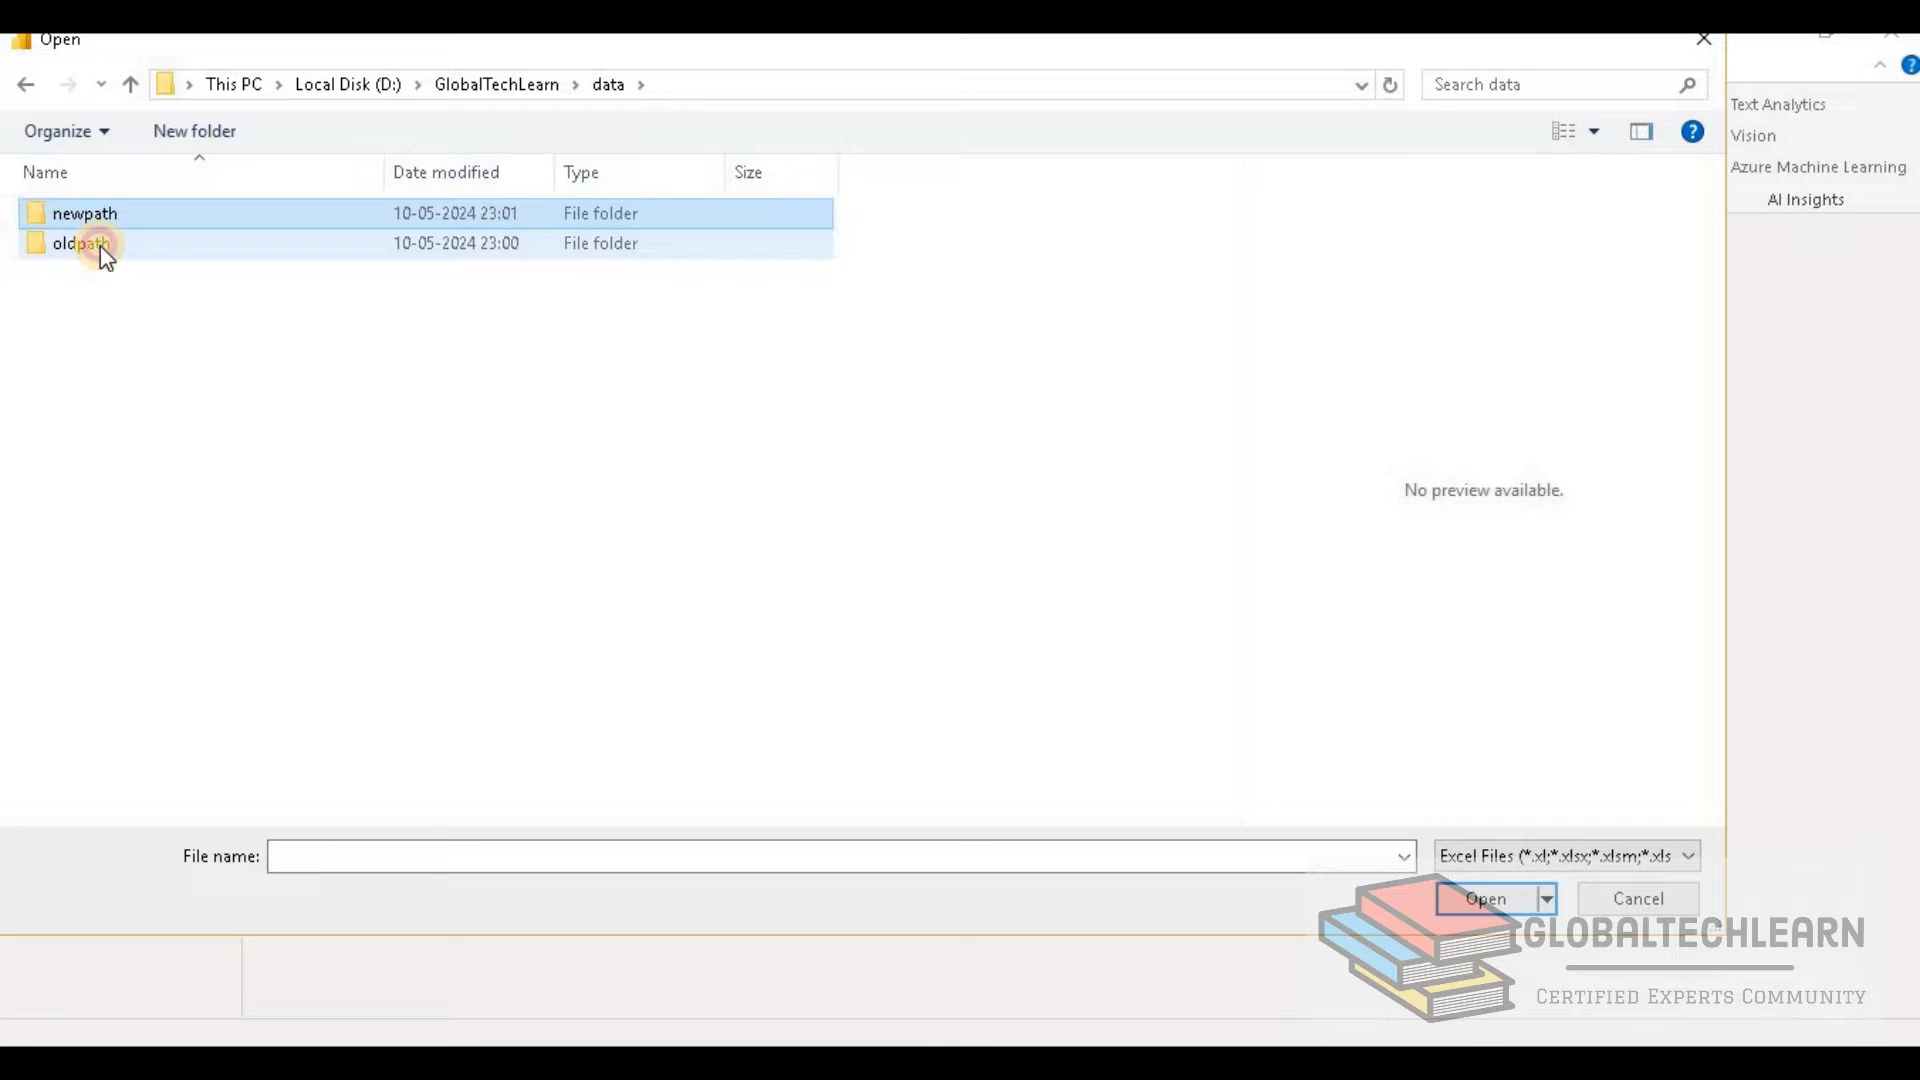 Open
This PC > Local Disk (D:) > GlobalTechLearn > data >
Search data
Organize
New folder
Text Analytics
Vision
Azure Machine Learning
AI Insights
Name
Date modified
Type
Size
newpath
10-05-2024 23:01
File folder
oldpath
10-05-2024 23:00
File folder
No preview available.
File name:
Excel Files (*.xl;*.xlsx;*.xlsm;*.xls
Open
Cancel
GLOBALTECHLEARN
CERTIFIED EXPERTS COMMUNITY